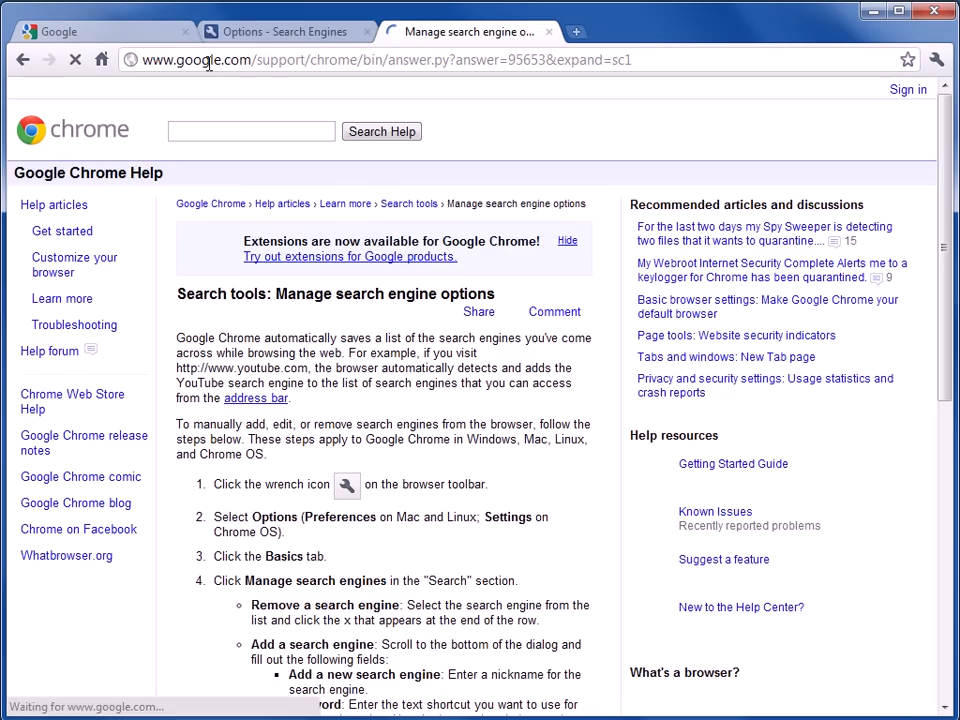 Google
Options - Search Engines
Manage search engine o...
www.google.com/support/chrome/bin/answer.py?answer=95653&expand=sc1
Sign in
chrome
Search Help
Google Chrome Help
Help articles
Get started
Customize your
browser
Learn more
Troubleshooting
Help forum
Chrome Web Store
Help
Google Chrome release
notes
Google Chrome comic
Google Chrome blog
Chrome on Facebook
Whatbrowser.org
Google Chrome › Help articles › Learn more › Search tools › Manage search engine options
Extensions are now available for Google Chrome! Hide
Try out extensions for Google products.
Search tools: Manage search engine options
Share Comment
Google Chrome automatically saves a list of the search engines you've come
across while browsing the web. For example, if you visit
http://www.youtube.com, the browser automatically detects and adds the
YouTube search engine to the list of search engines that you can access
from the address bar.
To manually add, edit, or remove search engines from the browser, follow the
steps below. These steps apply to Google Chrome in Windows, Mac, Linux,
and Chrome OS.
1. Click the wrench icon on the browser toolbar.
2. Select Options (Preferences on Mac and Linux; Settings on
Chrome OS).
3. Click the Basics tab.
4. Click Manage search engines in the "Search" section.
Remove a search engine: Select the search engine from the
list and click the x that appears at the end of the row.
Add a search engine: Scroll to the bottom of the dialog and
fill out the following fields:
Add a new search engine: Enter a nickname for the
search engine.
word: Enter the text shortcut you want to use for
Recommended articles and discussions
For the last two days my Spy Sweeper is detecting
two files that it wants to quarantine.... 15
My Webroot Internet Security Complete Alerts me to a
keylogger for Chrome has been quarantined. 9
Basic browser settings: Make Google Chrome your
default browser
Page tools: Website security indicators
Tabs and windows: New Tab page
Privacy and security settings: Usage statistics and
crash reports
Help resources
Getting Started Guide
Known Issues
Recently reported problems
Suggest a feature
New to the Help Center?
What's a browser?
Waiting for www.google.com...